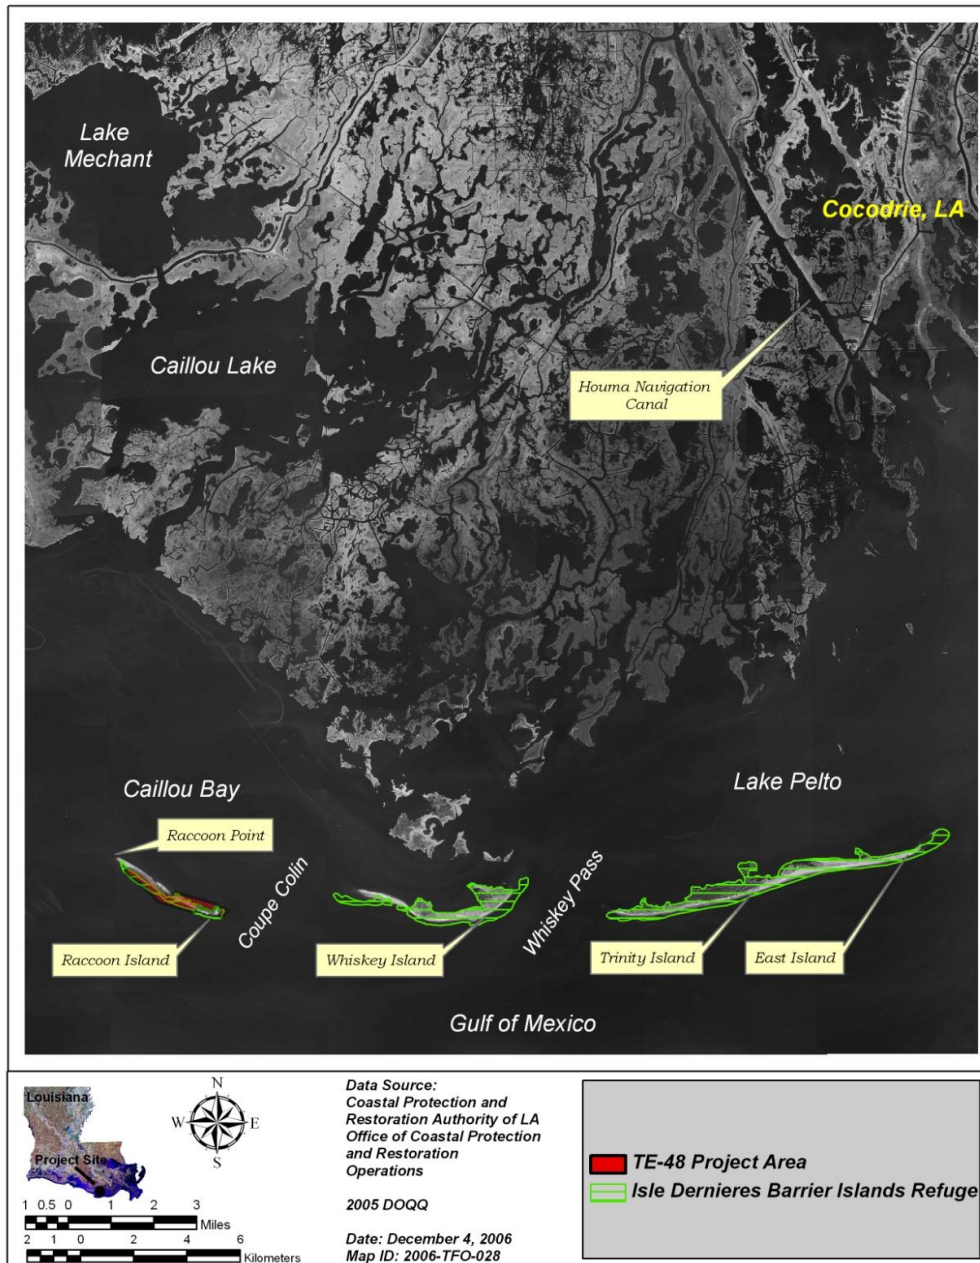 Lake
Mechant
Cocodrie, LA
Caillou Lake
Houma Navigation
Canal
Caillou Bay
Lake Pelto
Raccoon Point
Coupe Colin
Whiskey Pass
Raccoon Island
Whiskey Island
Trinity Island
East Island
Gulf of Mexico
Louisiana
Project Site
N
W E
S
1 0.5 0 1 2 3
Miles
2 1 0 2 4 6
Kilometers
Data Source:
Coastal Protection and
Restoration Authority of LA
Office of Coastal Protection
and Restoration
Operations
2005 DOQQ
Date: December 4, 2006
Map ID: 2006-TFO-028
TE-48 Project Area
Isle Dernieres Barrier Islands Refuge